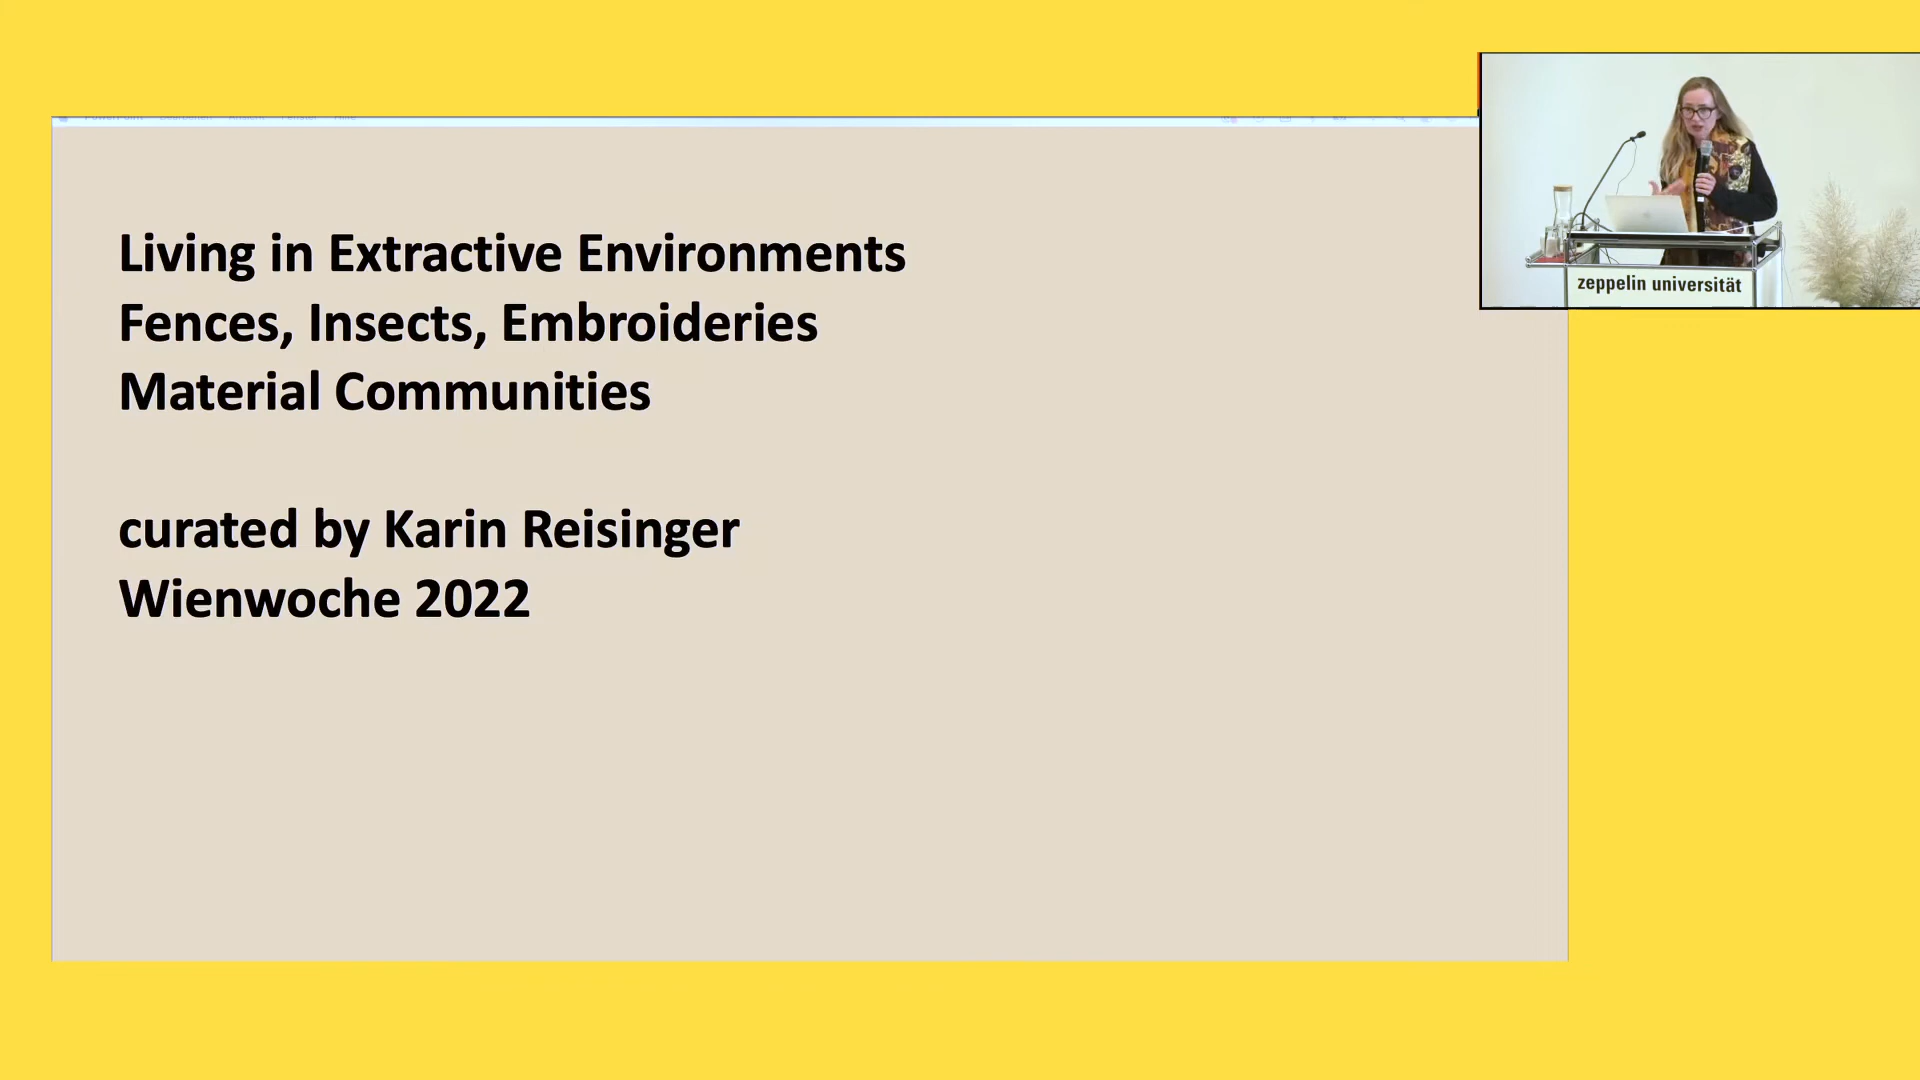 Living in Extractive Environments
Fences, Insects, Embroideries
Material Communities
curated by Karin Reisinger
Wienwoche 2022
zeppelin universität